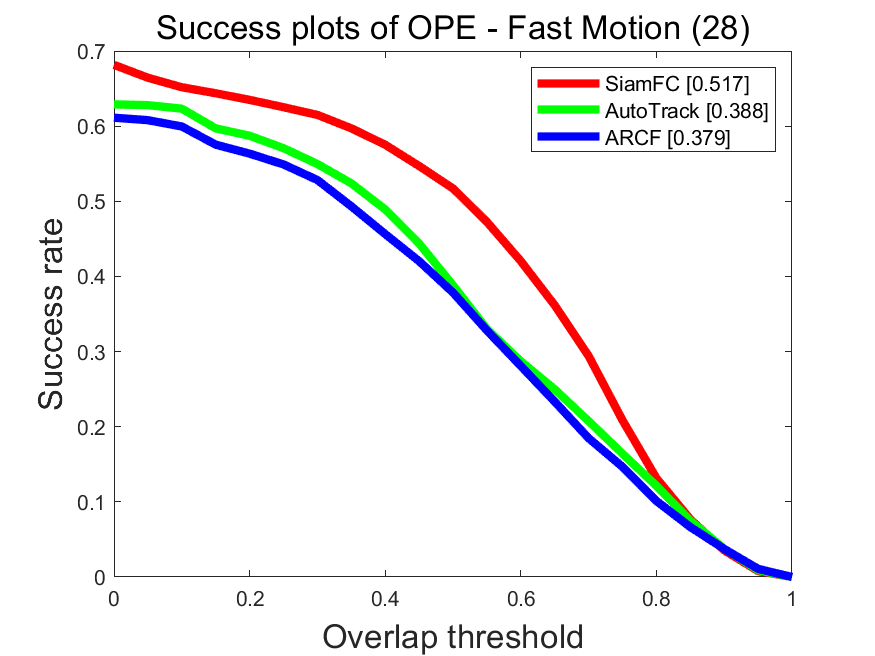 Success plots of OPE - Fast Motion (28)
SiamFC [0.517]
AutoTrack [0.388]
ARCF [0.379]
Success rate
0.7
0.6
0.5
0.4
0.3
0.2
0.1
0
0 0.2 0.4 0.6 0.8 1
Overlap threshold